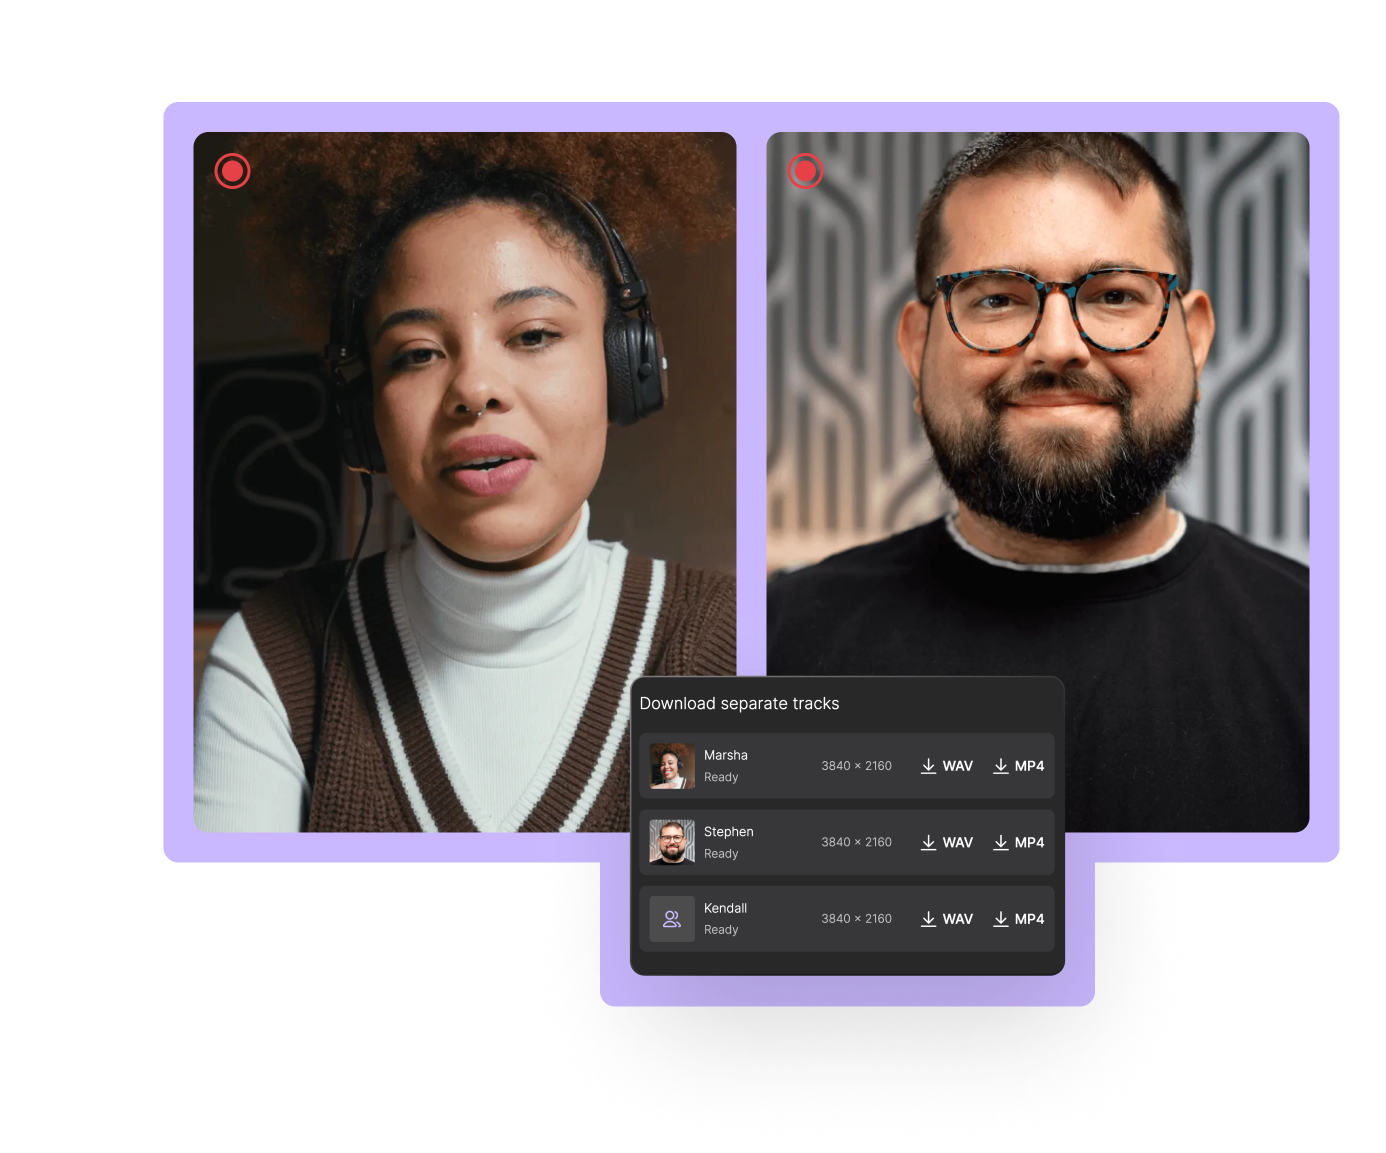 Download separate tracks
Marsha
Ready
3840 × 2160
WAV
MP4
Stephen
Ready
3840 × 2160
WAV
MP4
Kendall
Ready
3840 × 2160
WAV
MP4